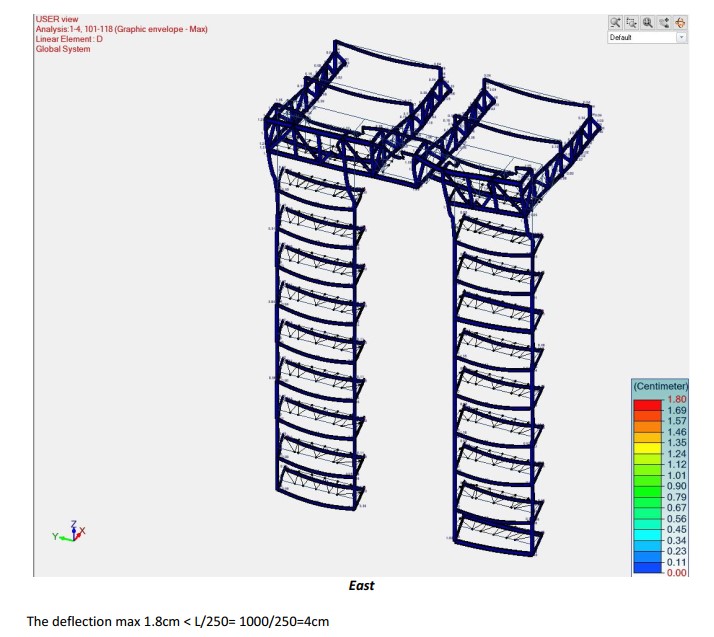 USER view
Analysis:1-4, 101-118 (Graphic envelope - Max)
Linear Element : D
Global System
Default
(Centimeter)
1.80
1.69
1.57
1.46
1.35
1.24
1.12
1.01
0.90
0.79
0.67
0.56
0.45
0.34
0.23
0.11
0.00
Z
Y
X
East
The deflection max 1.8cm < L/250= 1000/250=4cm